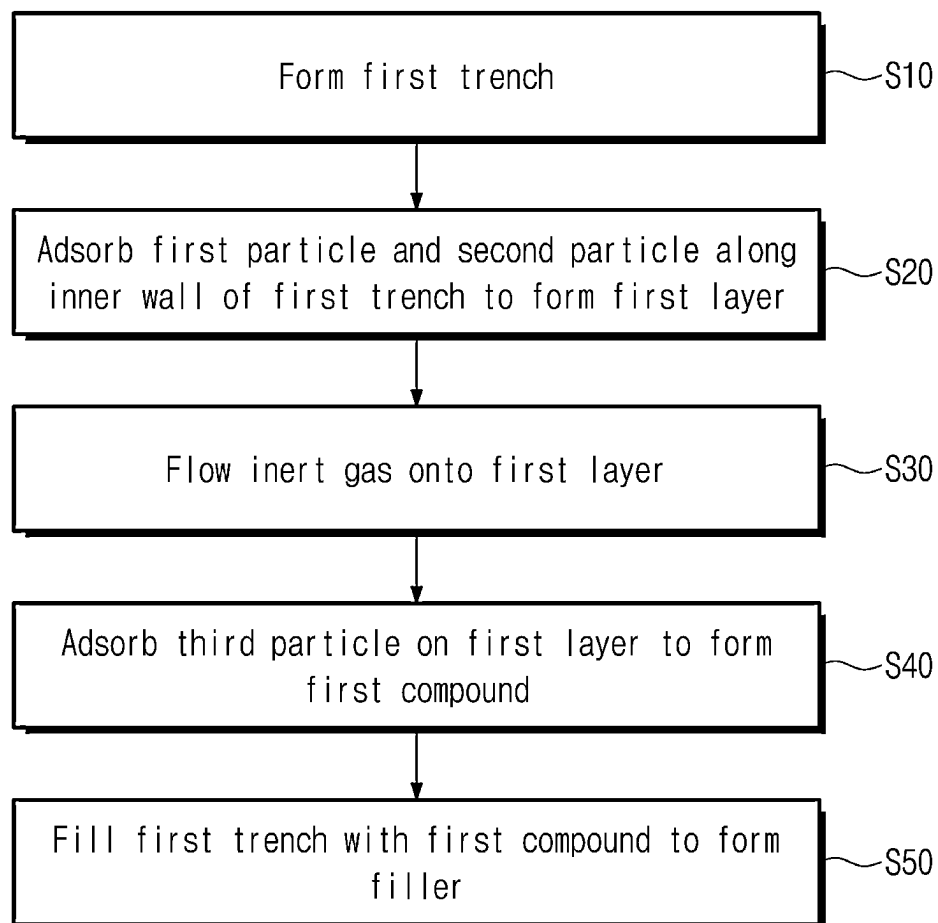 Form first trench
S10
Adsorb first particle and second particle along
inner wall of first trench to form first layer
S20
Flow inert gas onto first layer
S30
Adsorb third particle on first layer to form
first compound
S40
Fill first trench with first compound to form
filler
S50